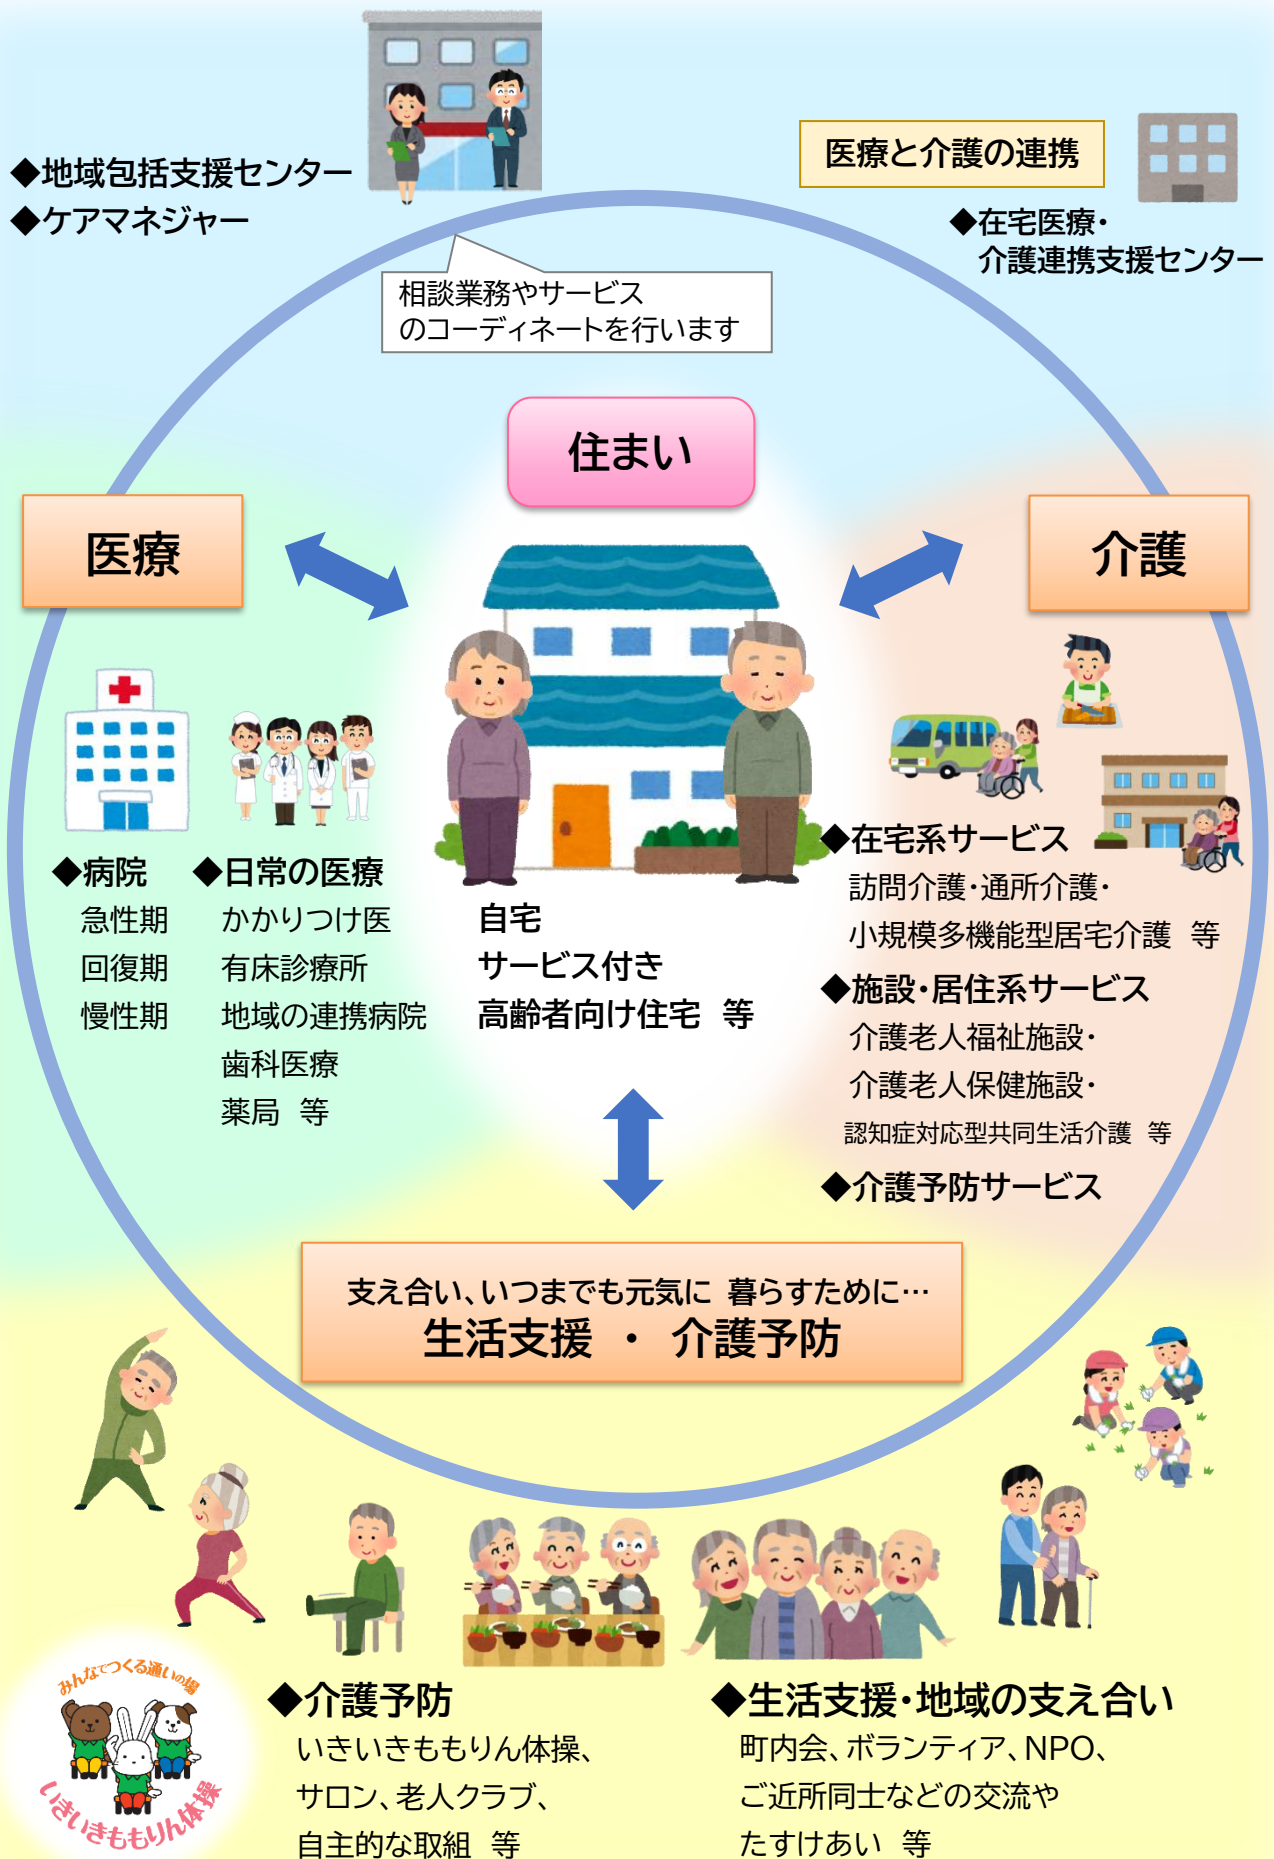 ◆地域包括支援センター
◆ケアマネジャー
医療と介護の連携
◆在宅医療・
介護連携支援センター
相談業務やサービス
のコーディネートを行います
住まい
医療
介護
◆病院
急性期
回復期
慢性期
◆日常の医療
かかりつけ医
有床診療所
地域の連携病院
歯科医療
薬局 等
自宅
サービス付き
高齢者向け住宅 等
◆在宅系サービス
訪問介護・通所介護・
小規模多機能型居宅介護 等
◆施設・居住系サービス
介護老人福祉施設・
介護老人保健施設・
認知症対応型共同生活介護 等
◆介護予防サービス
支え合い、いつまでも元気に 暮らすために…
生活支援 ・ 介護予防
みんなでつくる通いの場
いきいきももりん体操
◆介護予防
いきいきももりん体操、
サロン、老人クラブ、
自主的な取組 等
◆生活支援・地域の支え合い
町内会、ボランティア、NPO、
ご近所同士などの交流や
たすけあい 等